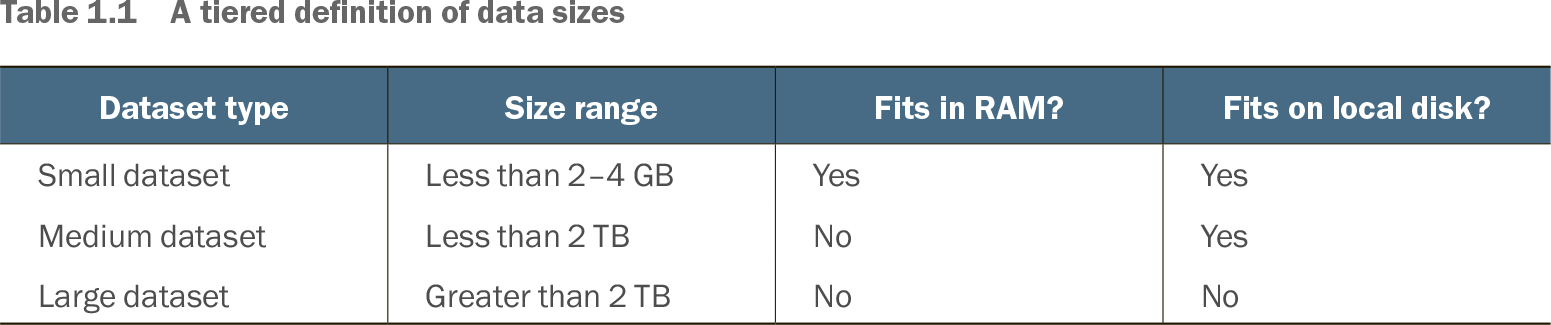 Table 1.1 A tiered definition of data sizes
Dataset type Size range Fits in RAM? Fits on local disk?
Small dataset Less than 2–4 GB Yes Yes
Medium dataset Less than 2 TB No Yes
Large dataset Greater than 2 TB No No